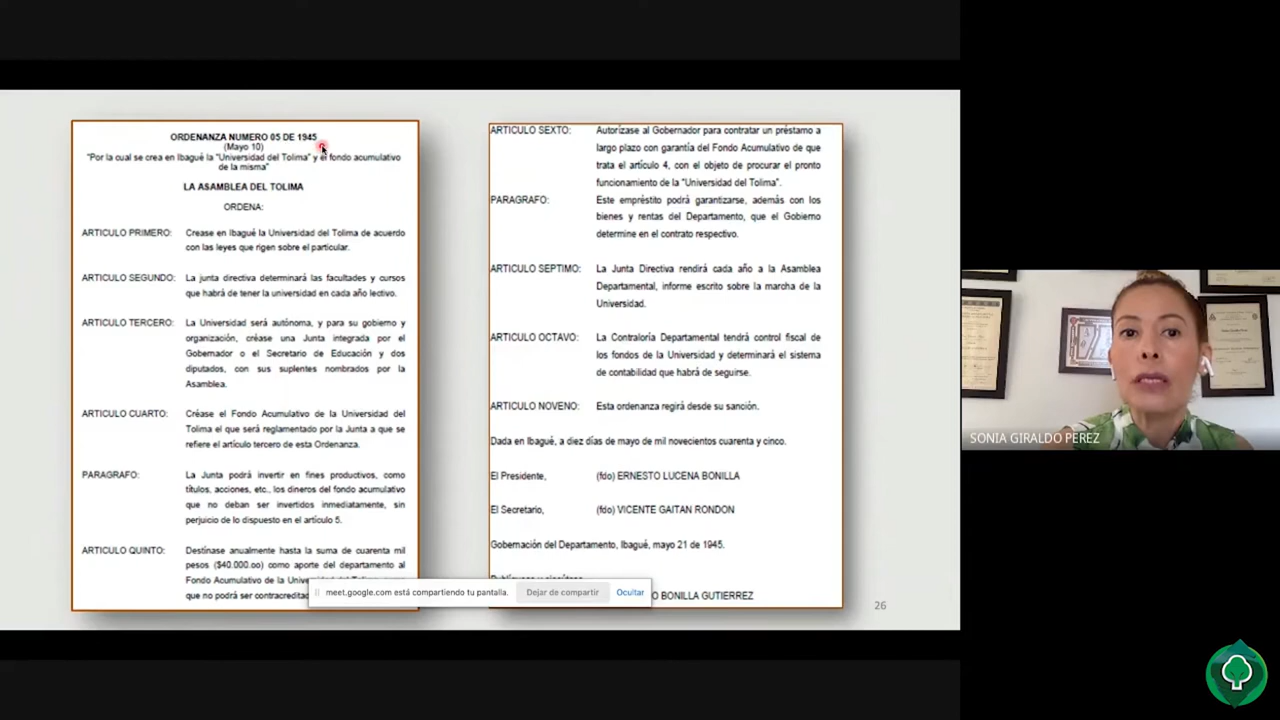 ORDENANZA NUMERO 05 DE 1945
(Mayo 10)
"Por la cual se crea en Ibagué la "Universidad del Tolima" y el fondo acumulativo
de la misma"
LA ASAMBLEA DEL TOLIMA
ORDENA:
ARTICULO PRIMERO: Crease en Ibagué la Universidad del Tolima de acuerdo
con las leyes que rigen sobre el particular.
ARTICULO SEGUNDO: La junta directiva determinará las facultades y cursos
que habrá de tener la universidad en cada año lectivo.
ARTICULO TERCERO: La Universidad será autónoma, y para su gobierno y
organización, créase una Junta integrada por el
Gobernador o el Secretario de Educación y dos
diputados, con sus suplentes nombrados por la
Asamblea.
ARTICULO CUARTO: Créase el Fondo Acumulativo de la Universidad del
Tolima el que será reglamentado por la Junta a que se
refiere el artículo tercero de esta Ordenanza.
PARAGRAFO: La Junta podrá invertir en fines productivos, como
títulos, acciones, etc., los dineros del fondo acumulativo
que no deban ser invertidos inmediatamente, sin
perjuicio de lo dispuesto en el artículo 5.
ARTICULO QUINTO: Destínase anualmente hasta la suma de cuarenta mil
pesos ($40.000.oo) como aporte del departamento al
Fondo Acumulativo de la
que no podrá ser
ARTICULO SEXTO: Autorízase al Gobernador para contratar un préstamo a
largo plazo con garantía del Fondo Acumulativo de que
trata el artículo 4, con el objeto de procurar el pronto
funcionamiento de la "Universidad del Tolima".
PARAGRAFO: Este empréstito podrá garantizarse, además con los
bienes y rentas del Departamento, que el Gobierno
determine en el contrato respectivo.
ARTICULO SEPTIMO: La Junta Directiva rendirá cada año a la Asamblea
Departamental, informe escrito sobre la marcha de la
Universidad.
ARTICULO OCTAVO: La Contraloría Departamental tendrá control fiscal de
los fondos de la Universidad y determinará el sistema
de contabilidad que habrá de seguirse.
ARTICULO NOVENO: Esta ordenanza regirá desde su sanción.
Dada en Ibagué, a diez días de mayo de mil novecientos cuarenta y cinco.
El Presidente, (fdo) ERNESTO LUCENA BONILLA
El Secretario, (fdo) VICENTE GAITAN RONDON
Gobernación del Departamento, Ibagué, mayo 21 de 1945.
BONILLA GUTIERREZ
meet.google.com está compartiendo tu pantalla. Dejar de compartir Ocultar
26
SONIA GIRALDO PEREZ